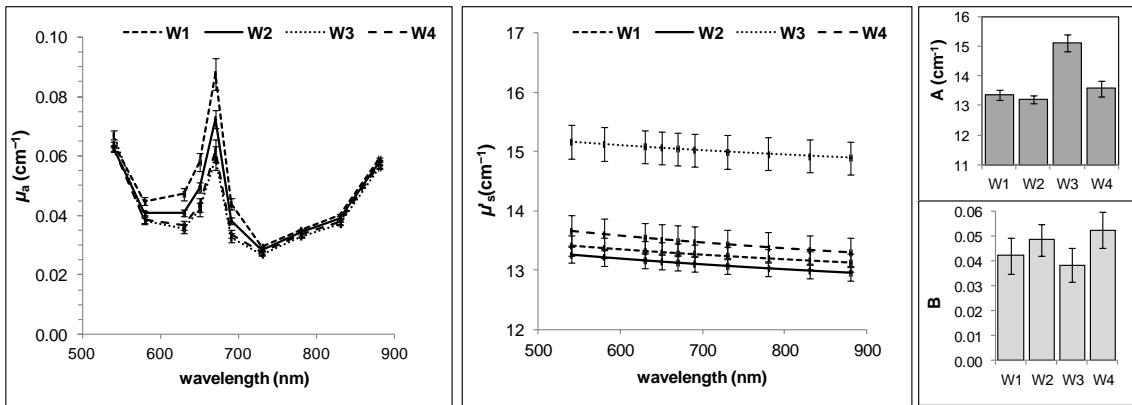 W1 W2 W3 W4
0.10
0.08
0.06
0.04
0.02
0.00
μa (cm⁻¹)
500 600 700 800 900
wavelength (nm)
W1 W2 W3 W4
17
16
15
14
13
12
μ's(cm⁻¹)
500 600 700 800 900
wavelength (nm)
16
15
14
13
12
11
A (cm⁻¹)
W1 W2 W3 W4
0.06
0.05
0.04
0.03
0.02
0.01
0.00
B
W1 W2 W3 W4